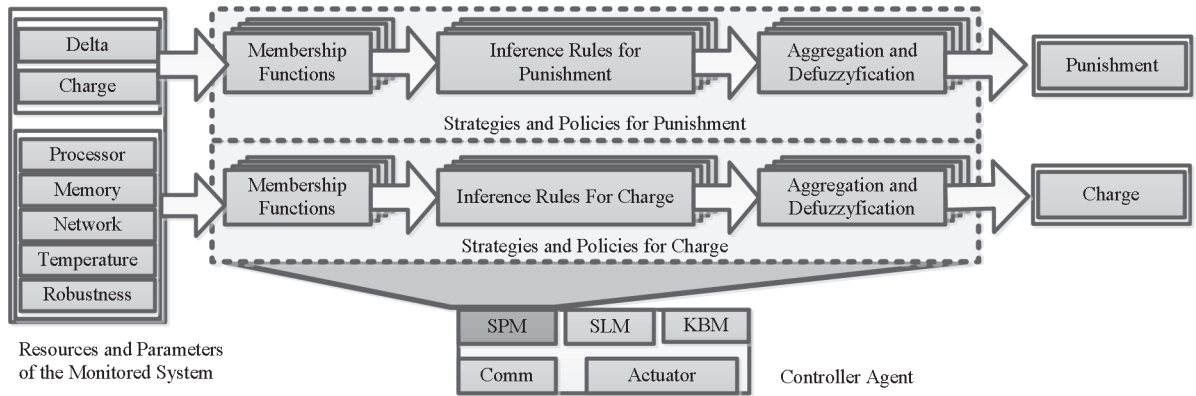 Delta
Charge
Processor
Memory
Network
Temperature
Robustness
Resources and Parameters
of the Monitored System
Membership
Functions
Inference Rules for
Punishment
Aggregation and
Defuzzyfication
Punishment
Strategies and Policies for Punishment
Membership
Functions
Inference Rules For Charge
Aggregation and
Defuzzyfication
Charge
Strategies and Policies for Charge
SPM
SLM
KBM
Comm
Actuator
Controller Agent